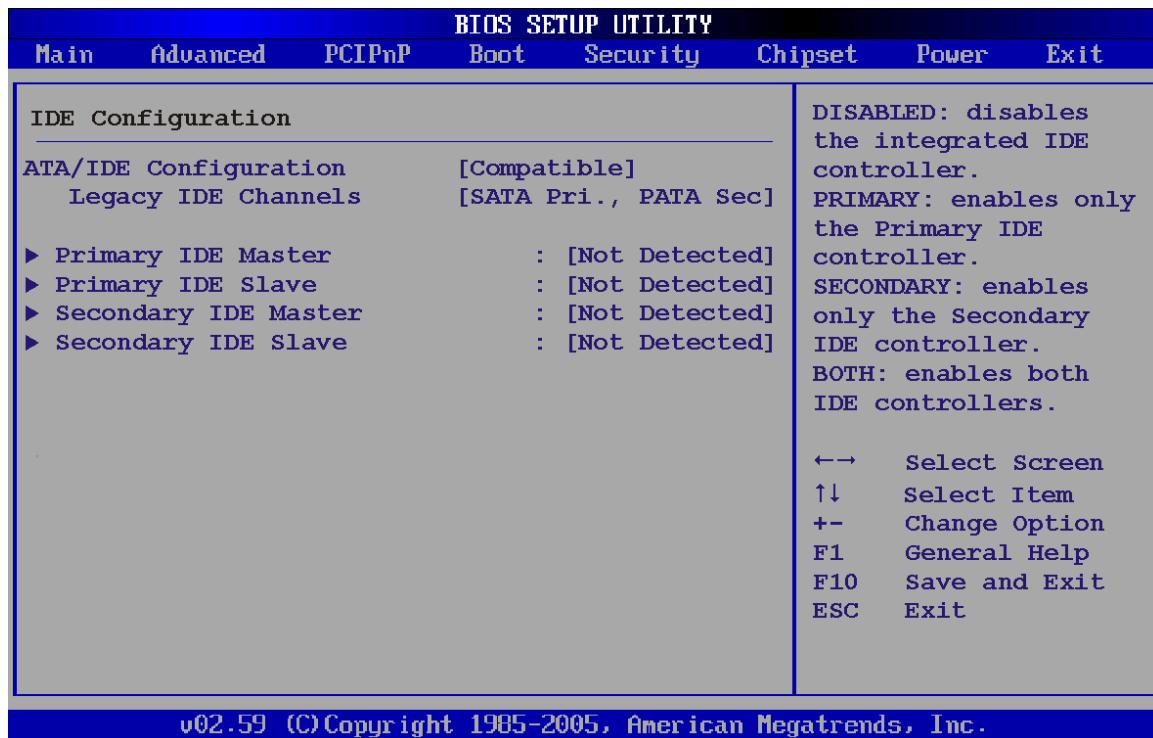 BIOS SETUP UTILITY
Main Advanced PCIPnP Boot Security Chipset Power Exit
IDE Configuration
ATA/IDE Configuration [Compatible]
Legacy IDE Channels [SATA Pri., PATA Sec]
▶ Primary IDE Master : [Not Detected]
▶ Primary IDE Slave : [Not Detected]
▶ Secondary IDE Master : [Not Detected]
▶ Secondary IDE Slave : [Not Detected]
DISABLED: disables
the integrated IDE
controller.
PRIMARY: enables only
the Primary IDE
controller.
SECONDARY: enables
only the Secondary
IDE controller.
BOTH: enables both
IDE controllers.
←→ Select Screen
↑↓ Select Item
+- Change Option
F1 General Help
F10 Save and Exit
ESC Exit
v02.59 (C)Copyright 1985-2005, American Megatrends, Inc.